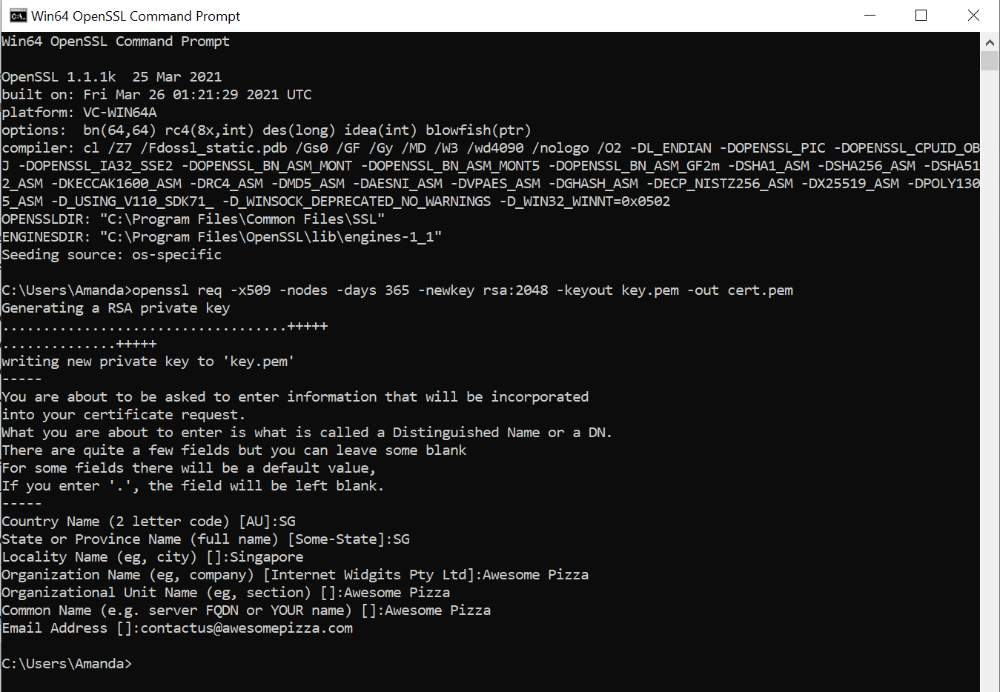 Win64 OpenSSL Command Prompt
Win64 OpenSSL Command Prompt
OpenSSL 1.1.1k  25 Mar 2021
built on: Fri Mar 26 01:21:29 2021 UTC
platform: VC-WIN64A
options:  bn(64,64) rc4(8x,int) des(long) idea(int) blowfish(ptr)
compiler: cl /Z7 /Fdossl_static.pdb /Gs0 /GF /Gy /MD /W3 /wd4090 /nologo /O2 -DL_ENDIAN -DOPENSSL_PIC -DOPENSSL_CPUID_OB
J -DOPENSSL_IA32_SSE2 -DOPENSSL_BN_ASM_MONT -DOPENSSL_BN_ASM_MONT5 -DOPENSSL_BN_ASM_GF2m -DSHA1_ASM -DSHA256_ASM -DSHA51
2_ASM -DKECCAK1600_ASM -DRC4_ASM -DMD5_ASM -DAESNI_ASM -DVPAES_ASM -DGHASH_ASM -DECP_NISTZ256_ASM -DX25519_ASM -DPOLY130
5_ASM -D_USING_V110_SDK71_ -D_WINSOCK_DEPRECATED_NO_WARNINGS -D_WIN32_WINNT=0x0502
OPENSSLDIR: "C:\Program Files\Common Files\SSL"
ENGINESDIR: "C:\Program Files\OpenSSL\lib\engines-1_1"
Seeding source: os-specific
C:\Users\Amanda>openssl req -x509 -nodes -days 365 -newkey rsa:2048 -keyout key.pem -out cert.pem
Generating a RSA private key
...................................+++++
..............+++++
writing new private key to 'key.pem'
-----
You are about to be asked to enter information that will be incorporated
into your certificate request.
What you are about to enter is what is called a Distinguished Name or a DN.
There are quite a few fields but you can leave some blank
For some fields there will be a default value,
If you enter '.', the field will be left blank.
-----
Country Name (2 letter code) [AU]:SG
State or Province Name (full name) [Some-State]:SG
Locality Name (eg, city) []:Singapore
Organization Name (eg, company) [Internet Widgits Pty Ltd]:Awesome Pizza
Organizational Unit Name (eg, section) []:Awesome Pizza
Common Name (e.g. server FQDN or YOUR name) []:Awesome Pizza
Email Address []:contactus@awesomepizza.com
C:\Users\Amanda>